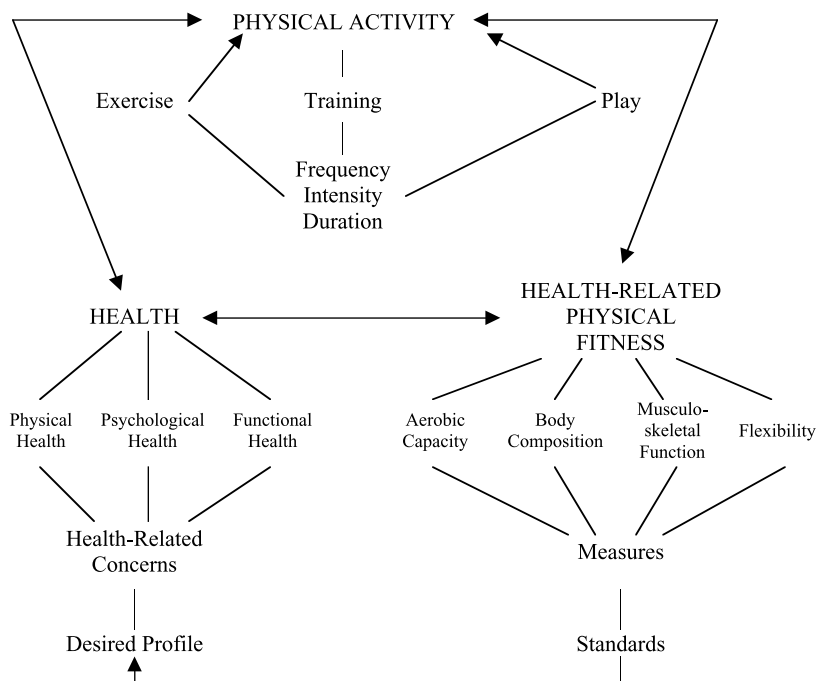 PHYSICAL ACTIVITY
Exercise
Training
Play
Frequency
Intensity
Duration
HEALTH
HEALTH-RELATED
PHYSICAL
FITNESS
Physical
Health
Psychological
Health
Functional
Health
Aerobic
Capacity
Body
Composition
Musculo-
skeletal
Function
Flexibility
Health-Related
Concerns
Measures
Desired Profile
Standards